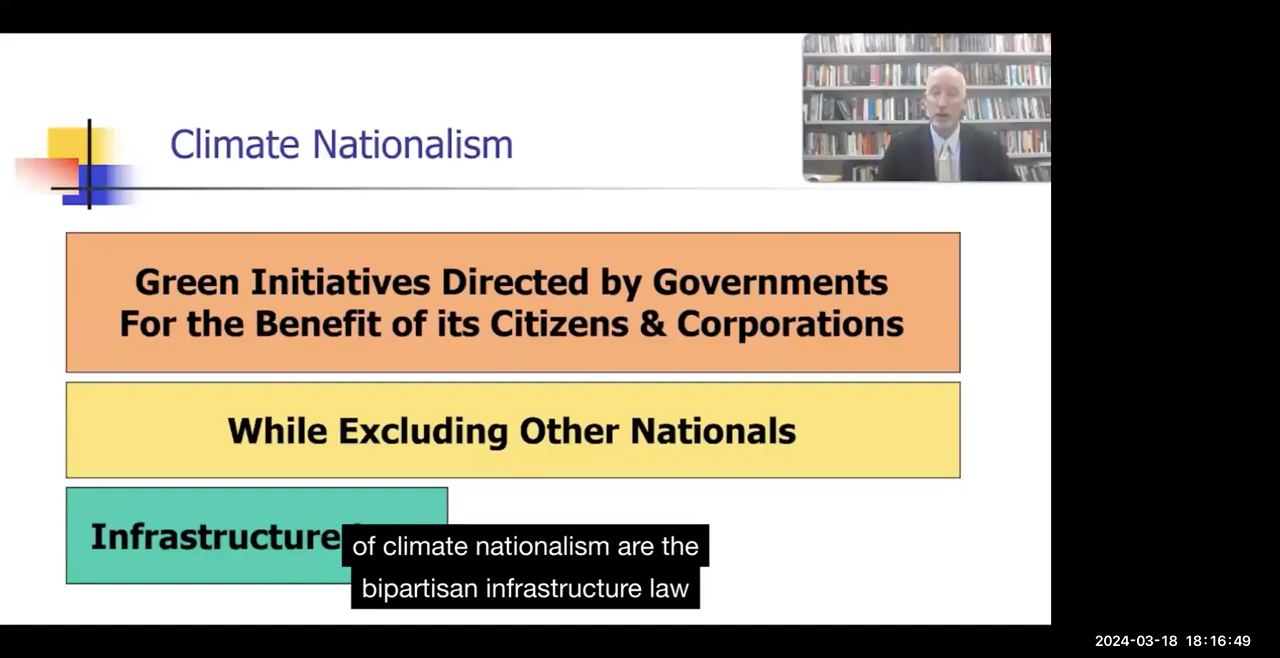 Climate Nationalism
Green Initiatives Directed by Governments
For the Benefit of its Citizens & Corporations
While Excluding Other Nationals
Infrastructure
of climate nationalism are the
bipartisan infrastructure law
2024-03-18 18:16:49